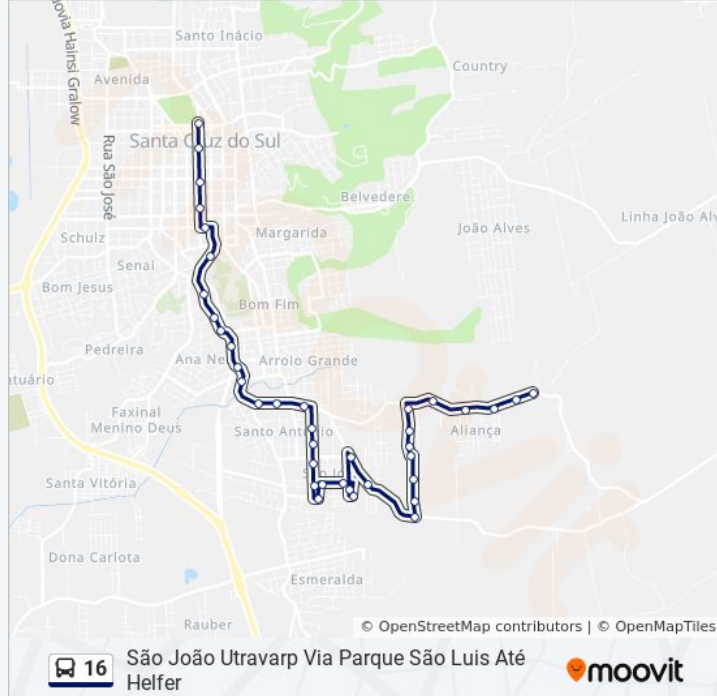 Santo Inácio
Avenida
Country
ovia Hainsi Gralow
Rua São José
Santa Cruz do Sul
Belvedere
Schulz
Margarida
João Alves
Linha João Alv
Senai
Bom Jesus
Bom Fim
Pedreira
Ana Ne
Arroio Grande
tuário
Faxinal
Menino Deus
Santo Antônio
Aliança
Santa Vitória
São Jo
Dona Carlota
Esmeralda
Rauber
© OpenStreetMap contributors | © OpenMapTiles
16
São João Utravarp Via Parque São Luis Até
Helfer
moovit